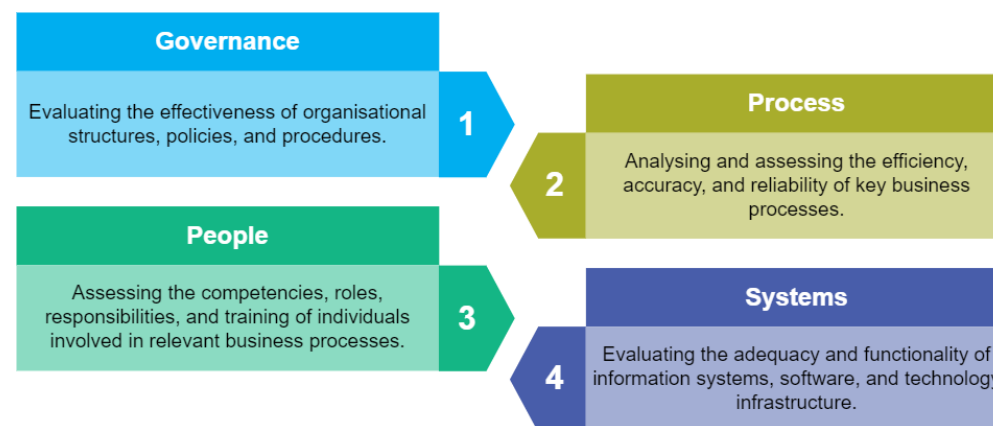 Governance
Evaluating the effectiveness of organisational
structures, policies, and procedures.
1
Process
Analysing and assessing the efficiency,
accuracy, and reliability of key business
processes.
2
People
Assessing the competencies, roles,
responsibilities, and training of individuals
involved in relevant business processes.
3
Systems
Evaluating the adequacy and functionality of
information systems, software, and technology
infrastructure.
4